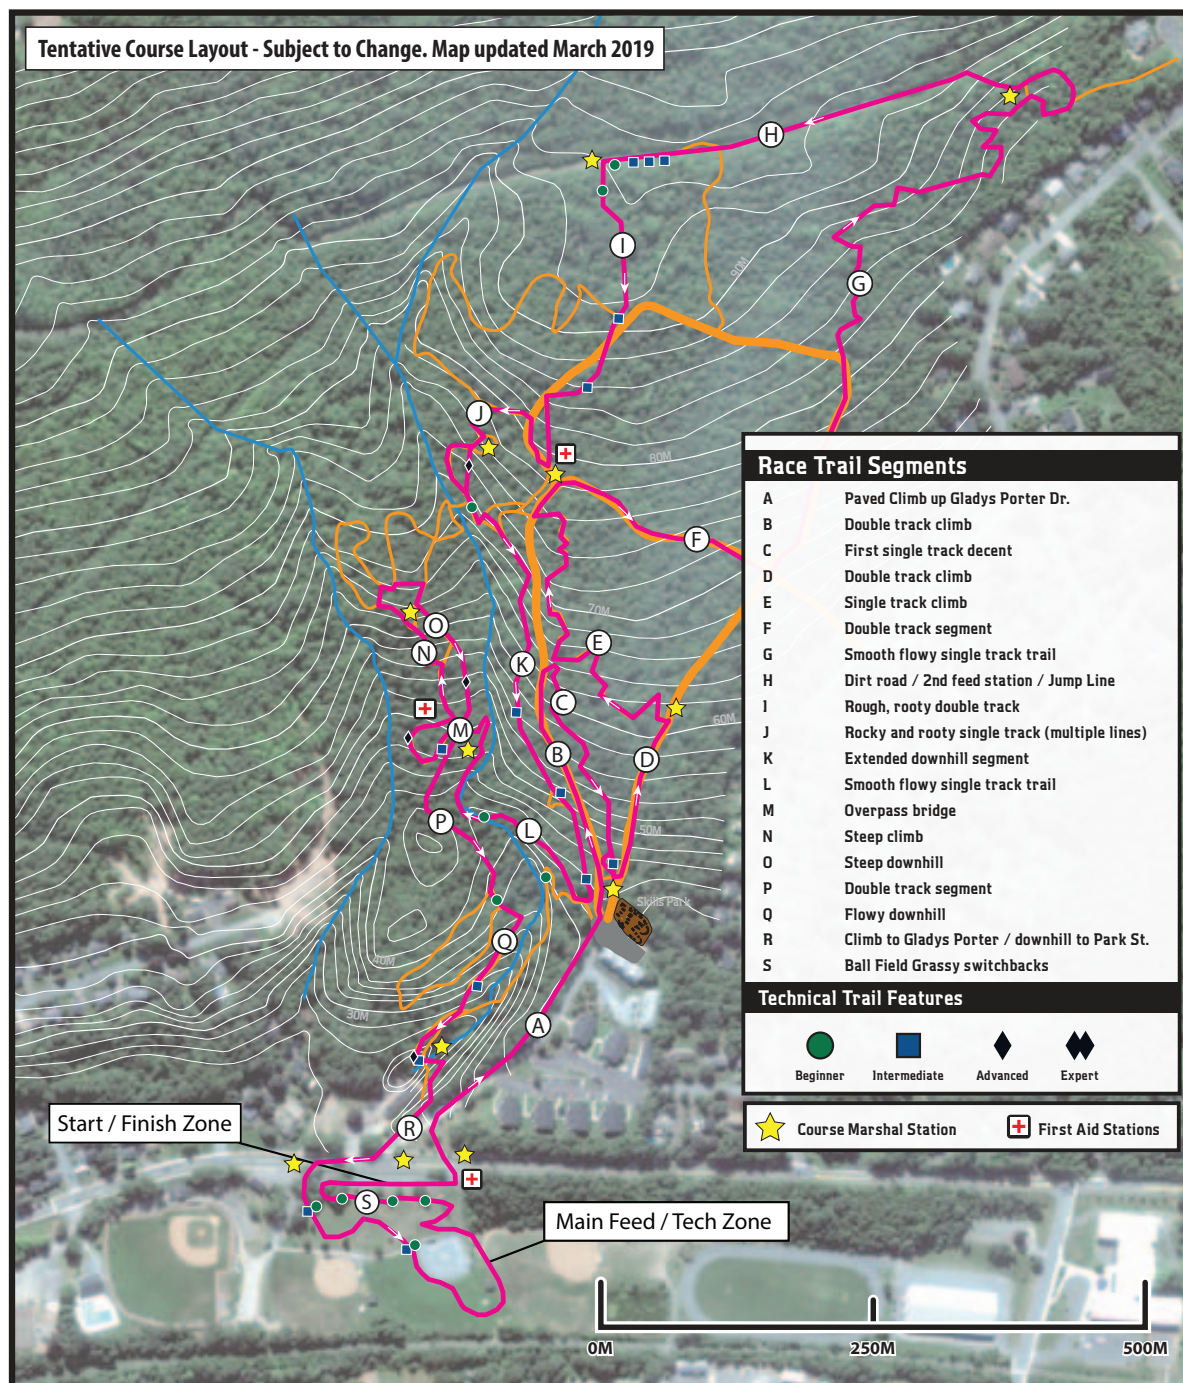 Tentative Course Layout - Subject to Change. Map updated March 2019
H
I
90M
G
J
80M
F
70M
O
E
N
K
C
60M
M
B
D
P
L
50M
Skills Park
Q
40M
30M
A
R
S
Start / Finish Zone
Main Feed / Tech Zone
Race Trail Segments
A Paved Climb up Gladys Porter Dr.
B Double track climb
C First single track decent
D Double track climb
E Single track climb
F Double track segment
G Smooth flowy single track trail
H Dirt road / 2nd feed station / Jump Line
I Rough, rooty double track
J Rocky and rooty single track (multiple lines)
K Extended downhill segment
L Smooth flowy single track trail
M Overpass bridge
N Steep climb
O Steep downhill
P Double track segment
Q Flowy downhill
R Climb to Gladys Porter / downhill to Park St.
S Ball Field Grassy switchbacks
Technical Trail Features
Beginner Intermediate Advanced Expert
Course Marshal Station First Aid Stations
0M 250M 500M